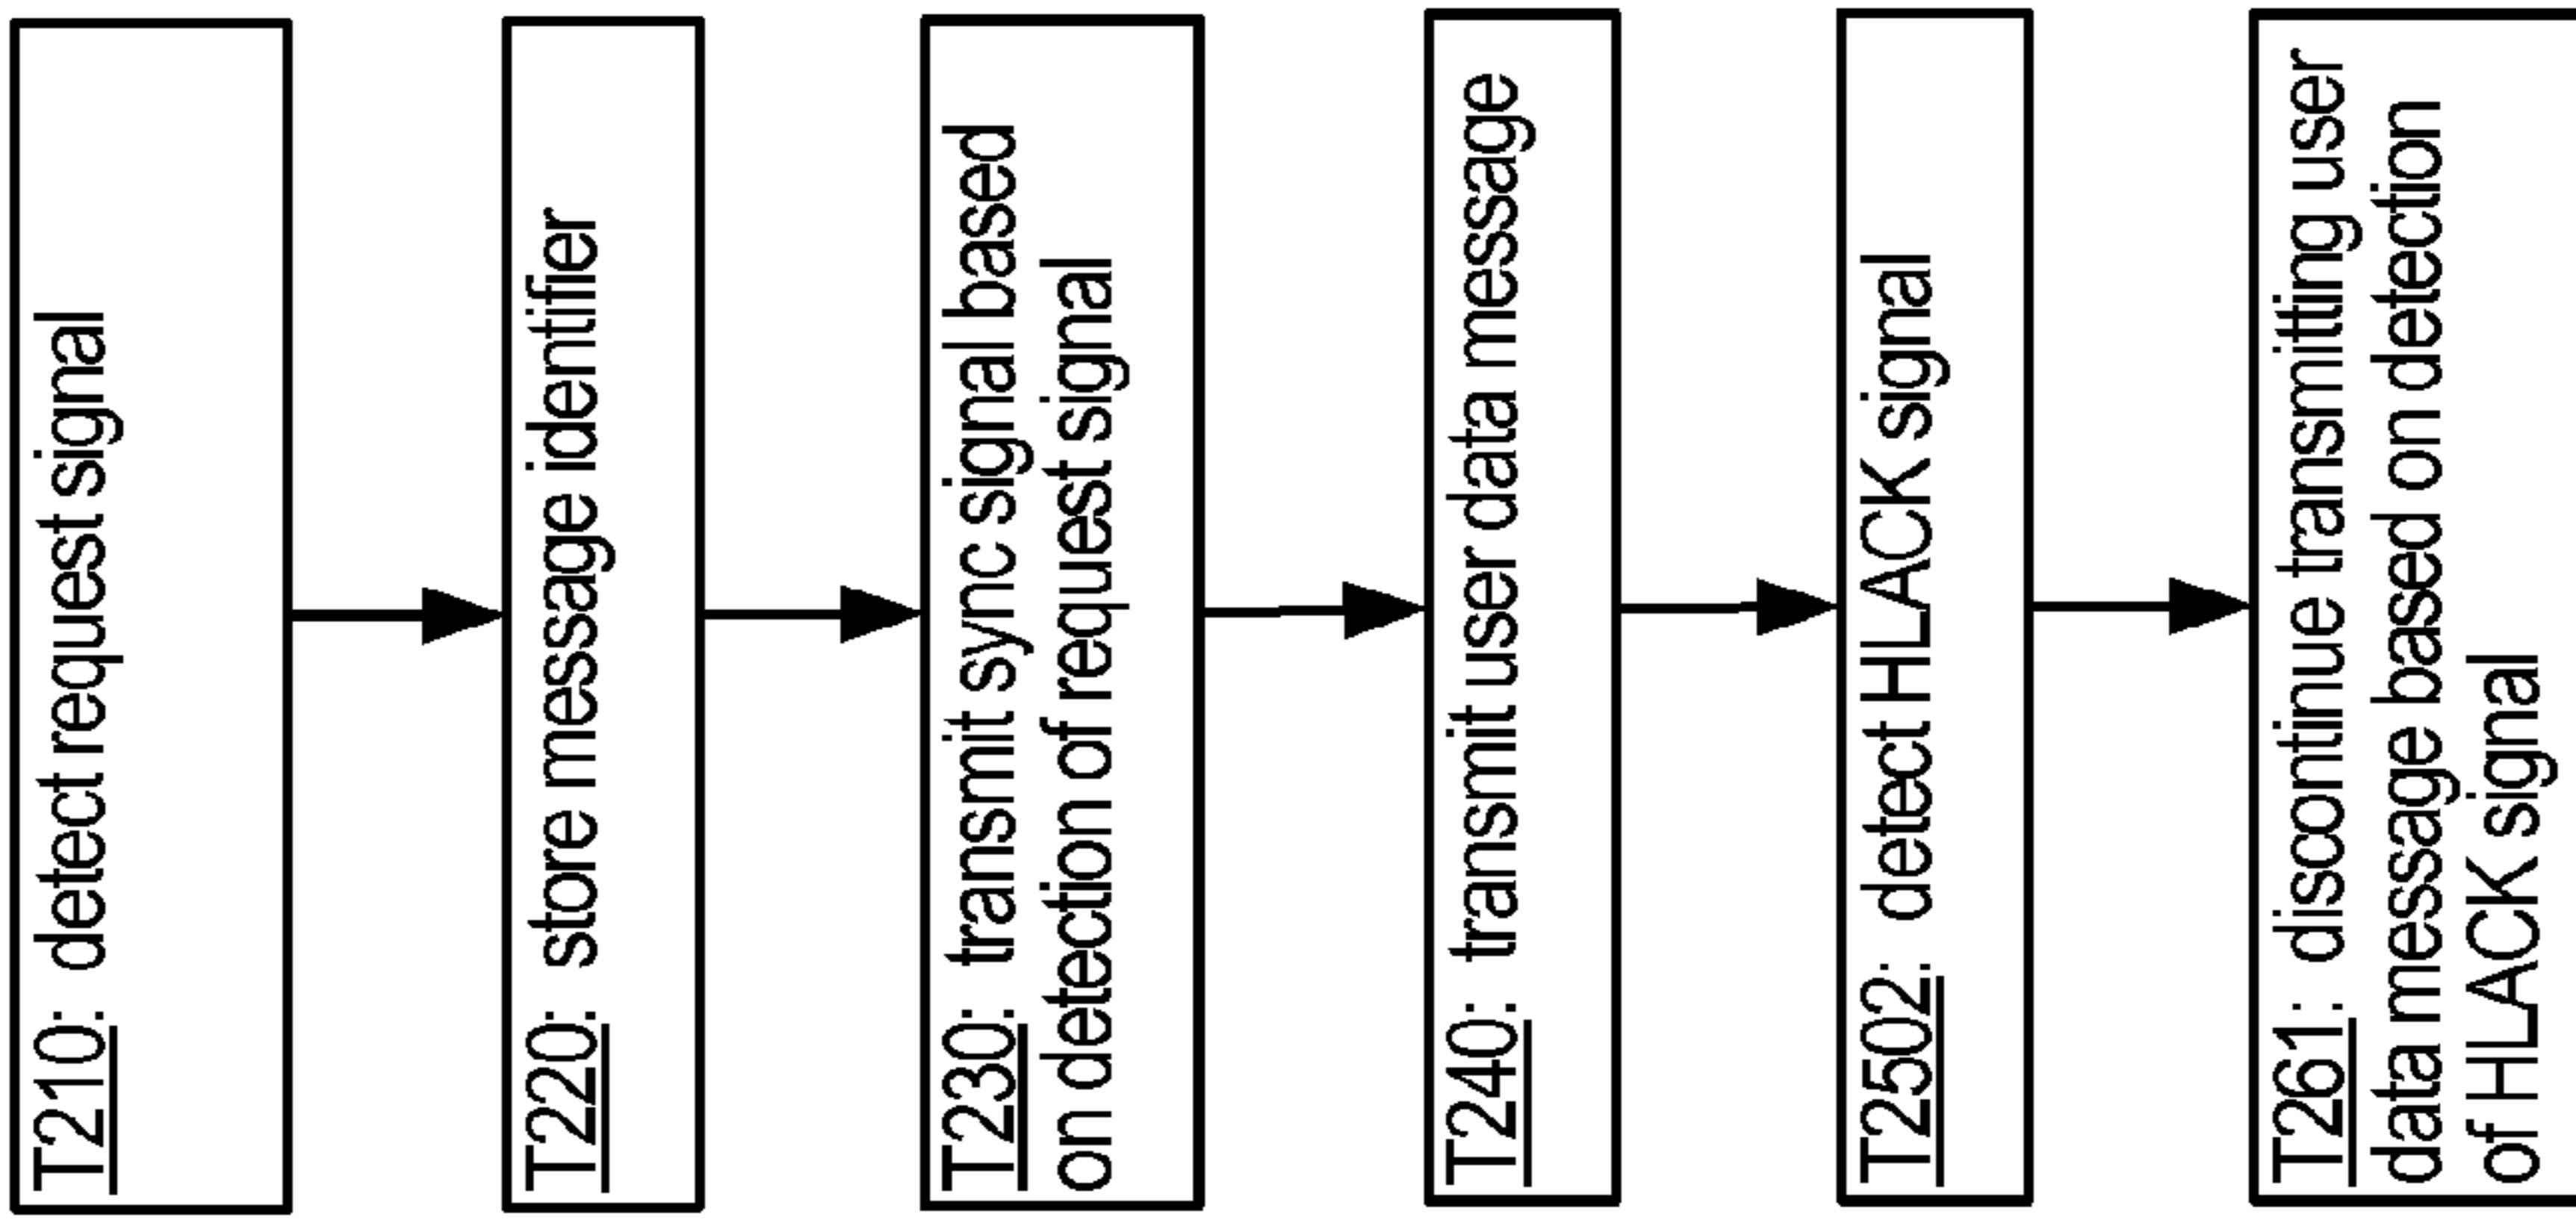 T210: detect request signal
T220: store message identifier
T230: transmit sync signal based
on detection of request signal
T240: transmit user data message
T2502: detect HLACK signal
T261: discontinue transmitting user
data message based on detection
of HLACK signal